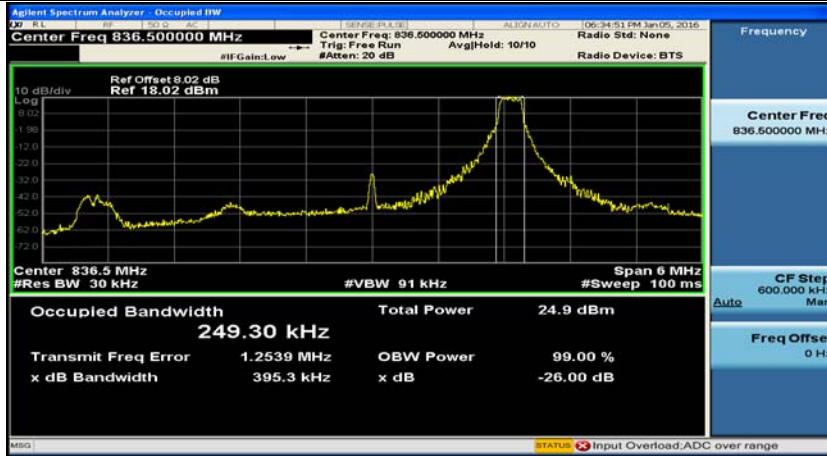 Agilent Spectrum Analyzer - Occupied BW
RL RF 50 Ω AC SENSE:PULSE ALIGN AUTO 06:34:51 PM Jan 05, 2016
Center Freq 836.500000 MHz
Center Freq: 836.500000 MHz
Radio Std: None
Trig: Free Run Avg|Hold: 10/10
#IFGain:Low #Atten: 20 dB Radio Device: BTS
Ref Offset 8.02 dB
10 dB/div Ref 18.02 dBm
Log
8.02
-1.98
-12.0
-22.0
-32.0
-42.0
-52.0
-62.0
-72.0
Center 836.5 MHz Span 6 MHz
#Res BW 30 kHz #VBW 91 kHz #Sweep 100 ms
Occupied Bandwidth Total Power 24.9 dBm
249.30 kHz
Transmit Freq Error 1.2539 MHz OBW Power 99.00 %
x dB Bandwidth 395.3 kHz x dB -26.00 dB
MSG STATUS Input Overload;ADC over range
Frequency
Center Freq
836.500000 MH
CF Step
600.000 kH
Auto Man
Freq Offse
0 H